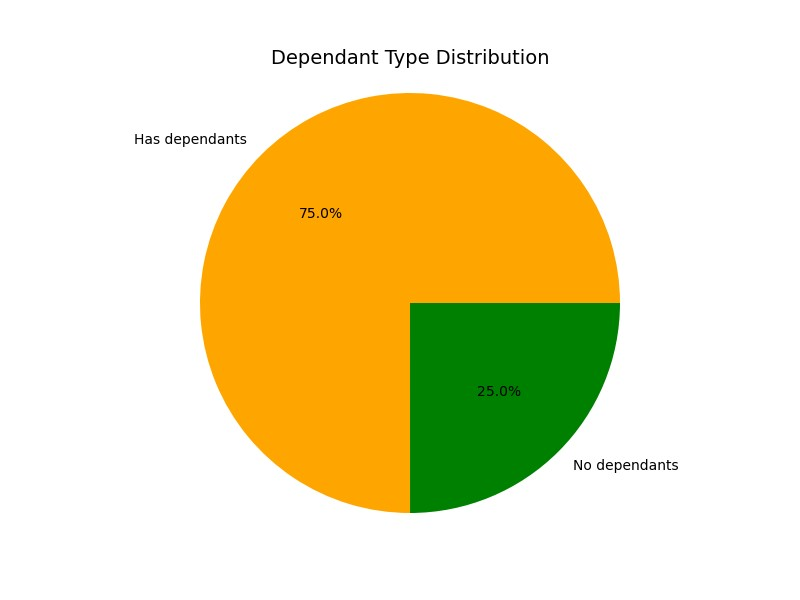 Dependant Type Distribution
Has dependants
75.0%
25.0%
No dependants